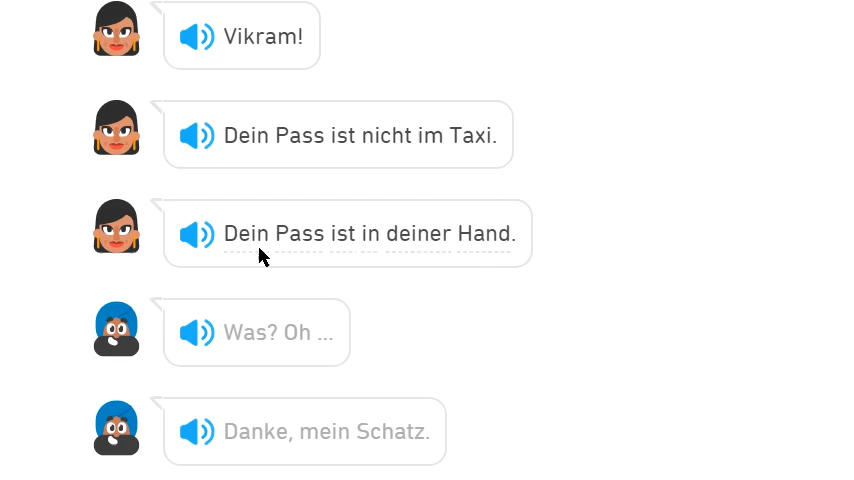 Vikram!
Dein Pass ist nicht im Taxi.
Dein Pass ist in deiner Hand.
Was? Oh ...
Danke, mein Schatz.